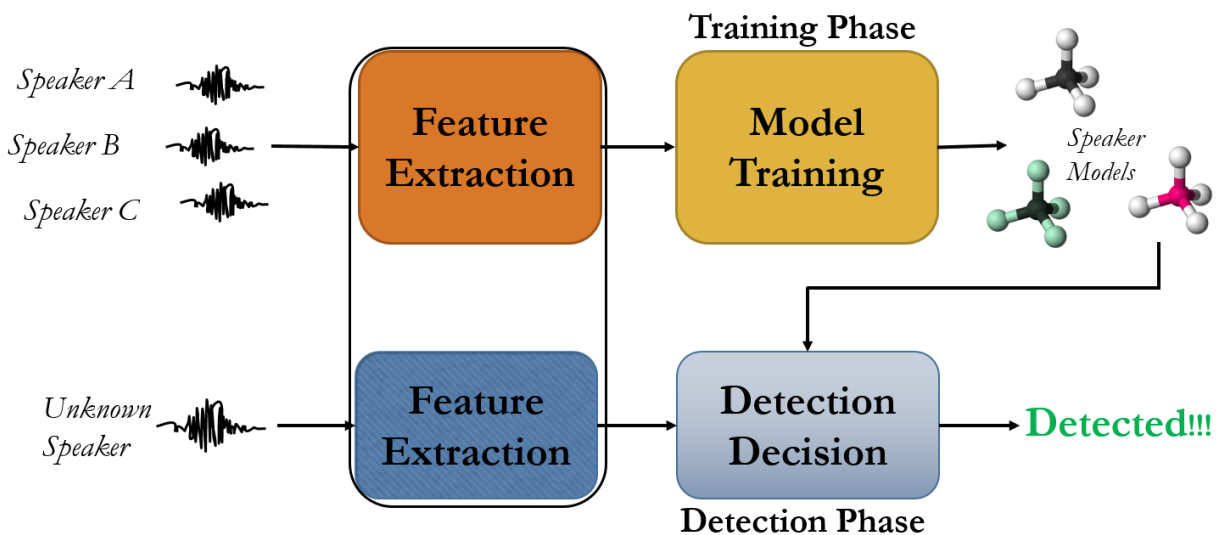 Training Phase
Speaker A
Speaker B
Speaker C
Feature
Extraction
Model
Training
Speaker
Models
Unknown
Speaker
Feature
Extraction
Detection
Decision
Detected!!!
Detection Phase